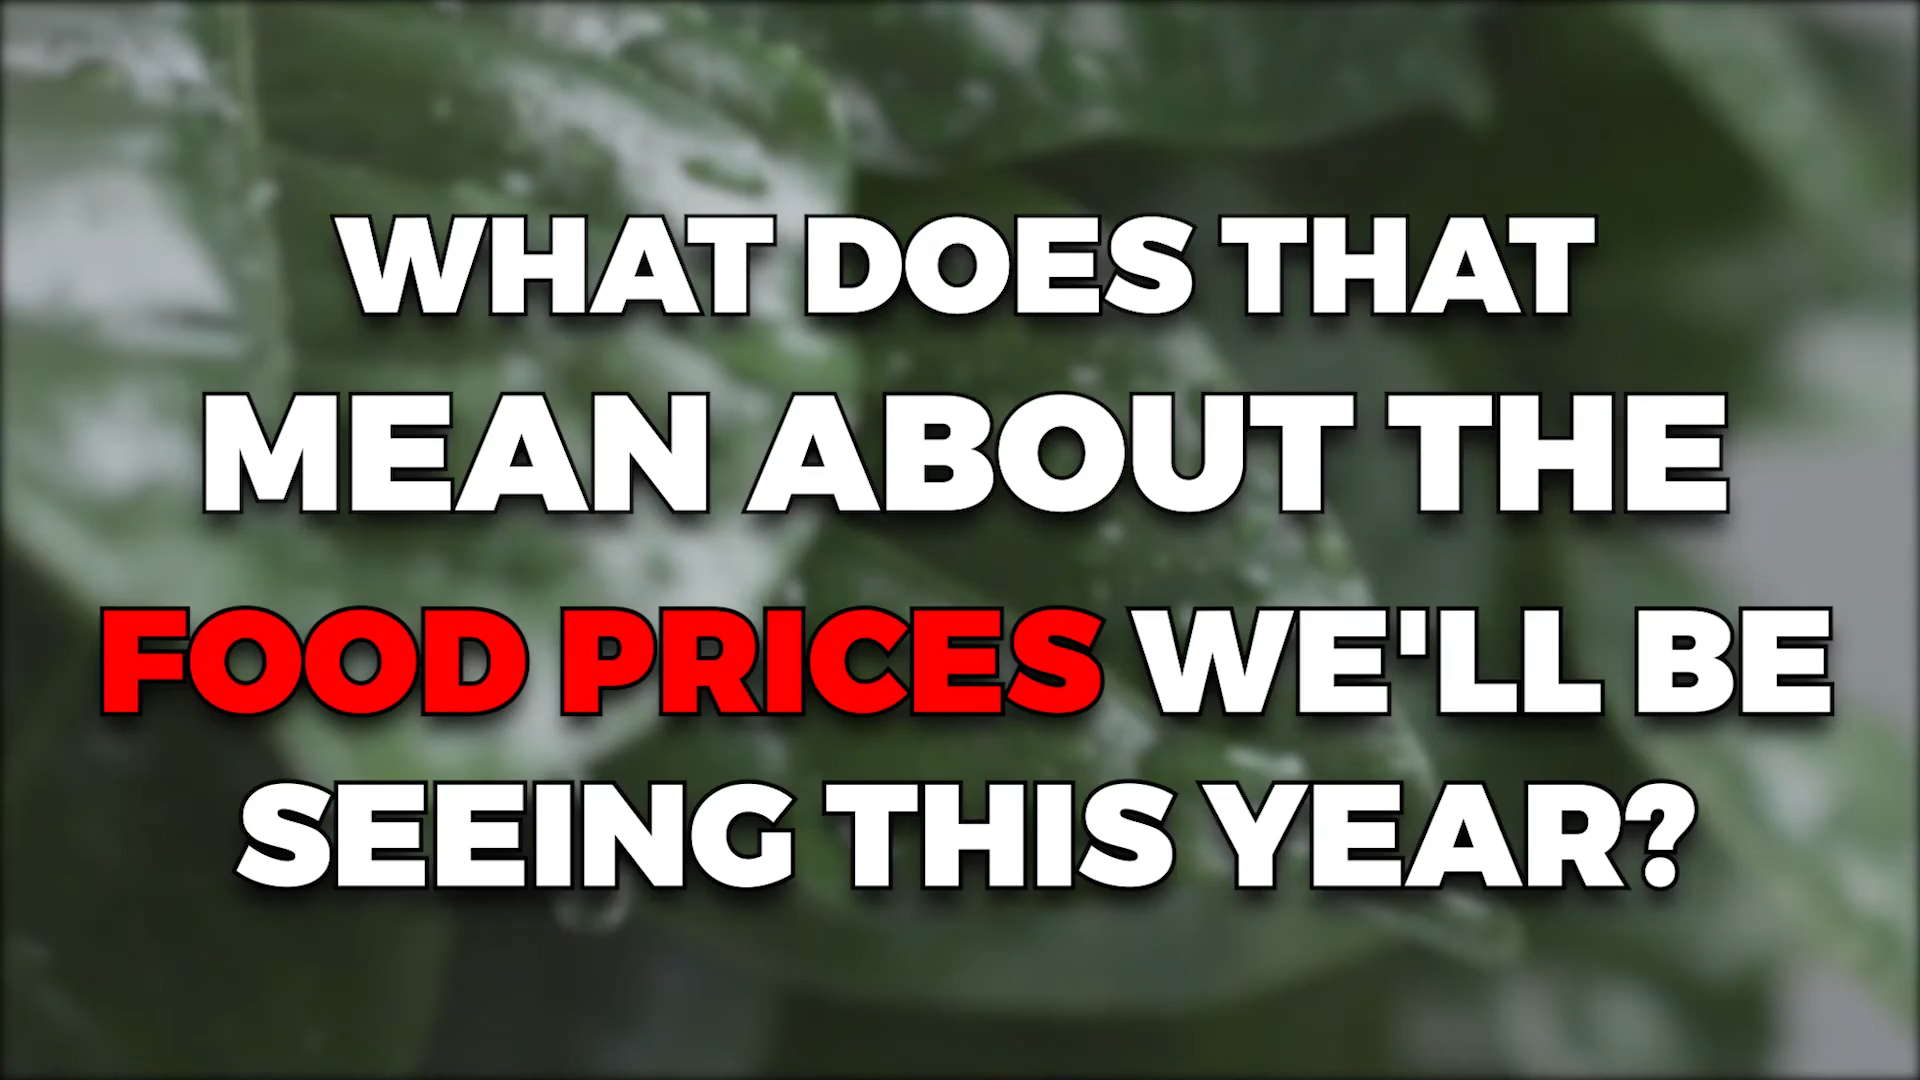 WHAT DOES THAT
MEAN ABOUT THE
FOOD PRICES WE'LL BE
SEEING THIS YEAR?